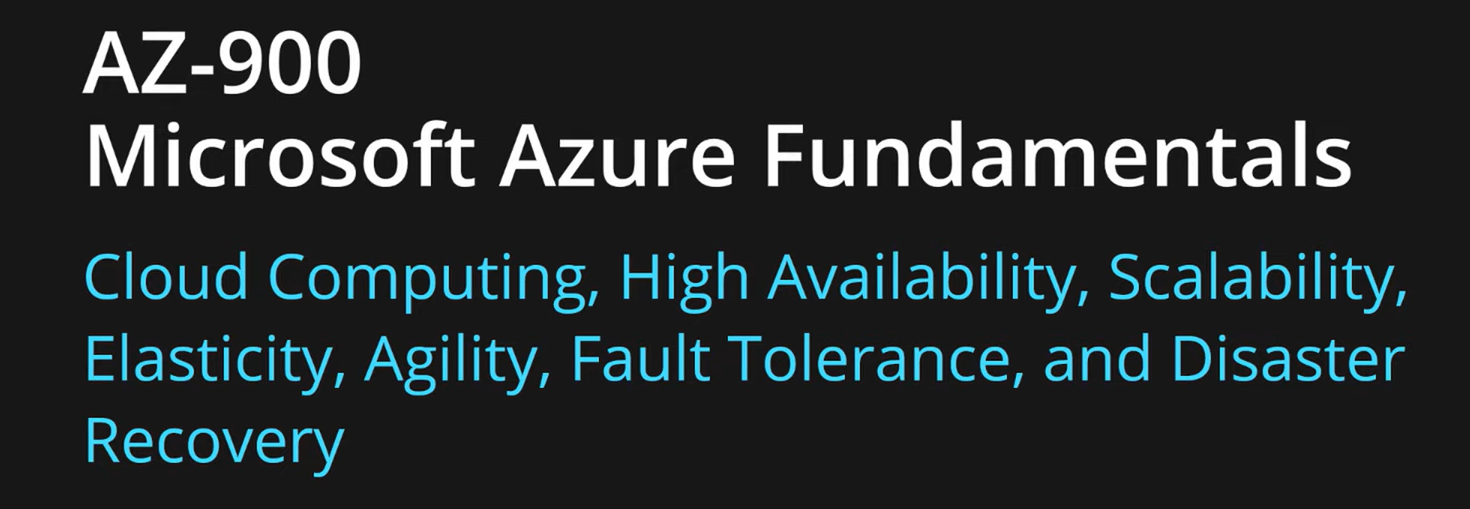 AZ-900
Microsoft Azure Fundamentals
Cloud Computing, High Availability, Scalability,
Elasticity, Agility, Fault Tolerance, and Disaster
Recovery